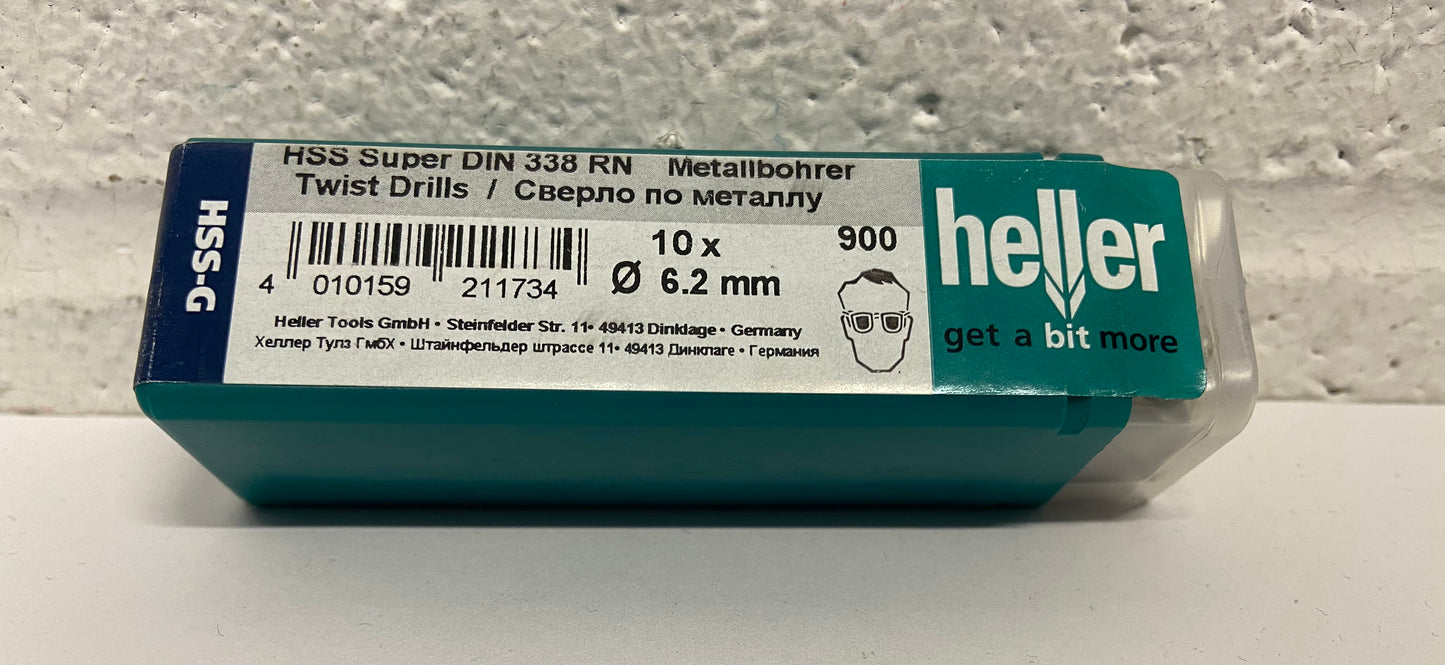 HSS-G
HSS Super DIN 338 RN Metallbohrer
Twist Drills / Сверло по металлу
4 010159 211734
10 x
Ø 6.2 mm
900
Heller Tools GmbH • Steinfelder Str. 11• 49413 Dinklage • Germany
Хеллер Тулз ГмбХ • Штайнфельдер штрассе 11• 49413 Динклаге • Германия
heller
get a bit more